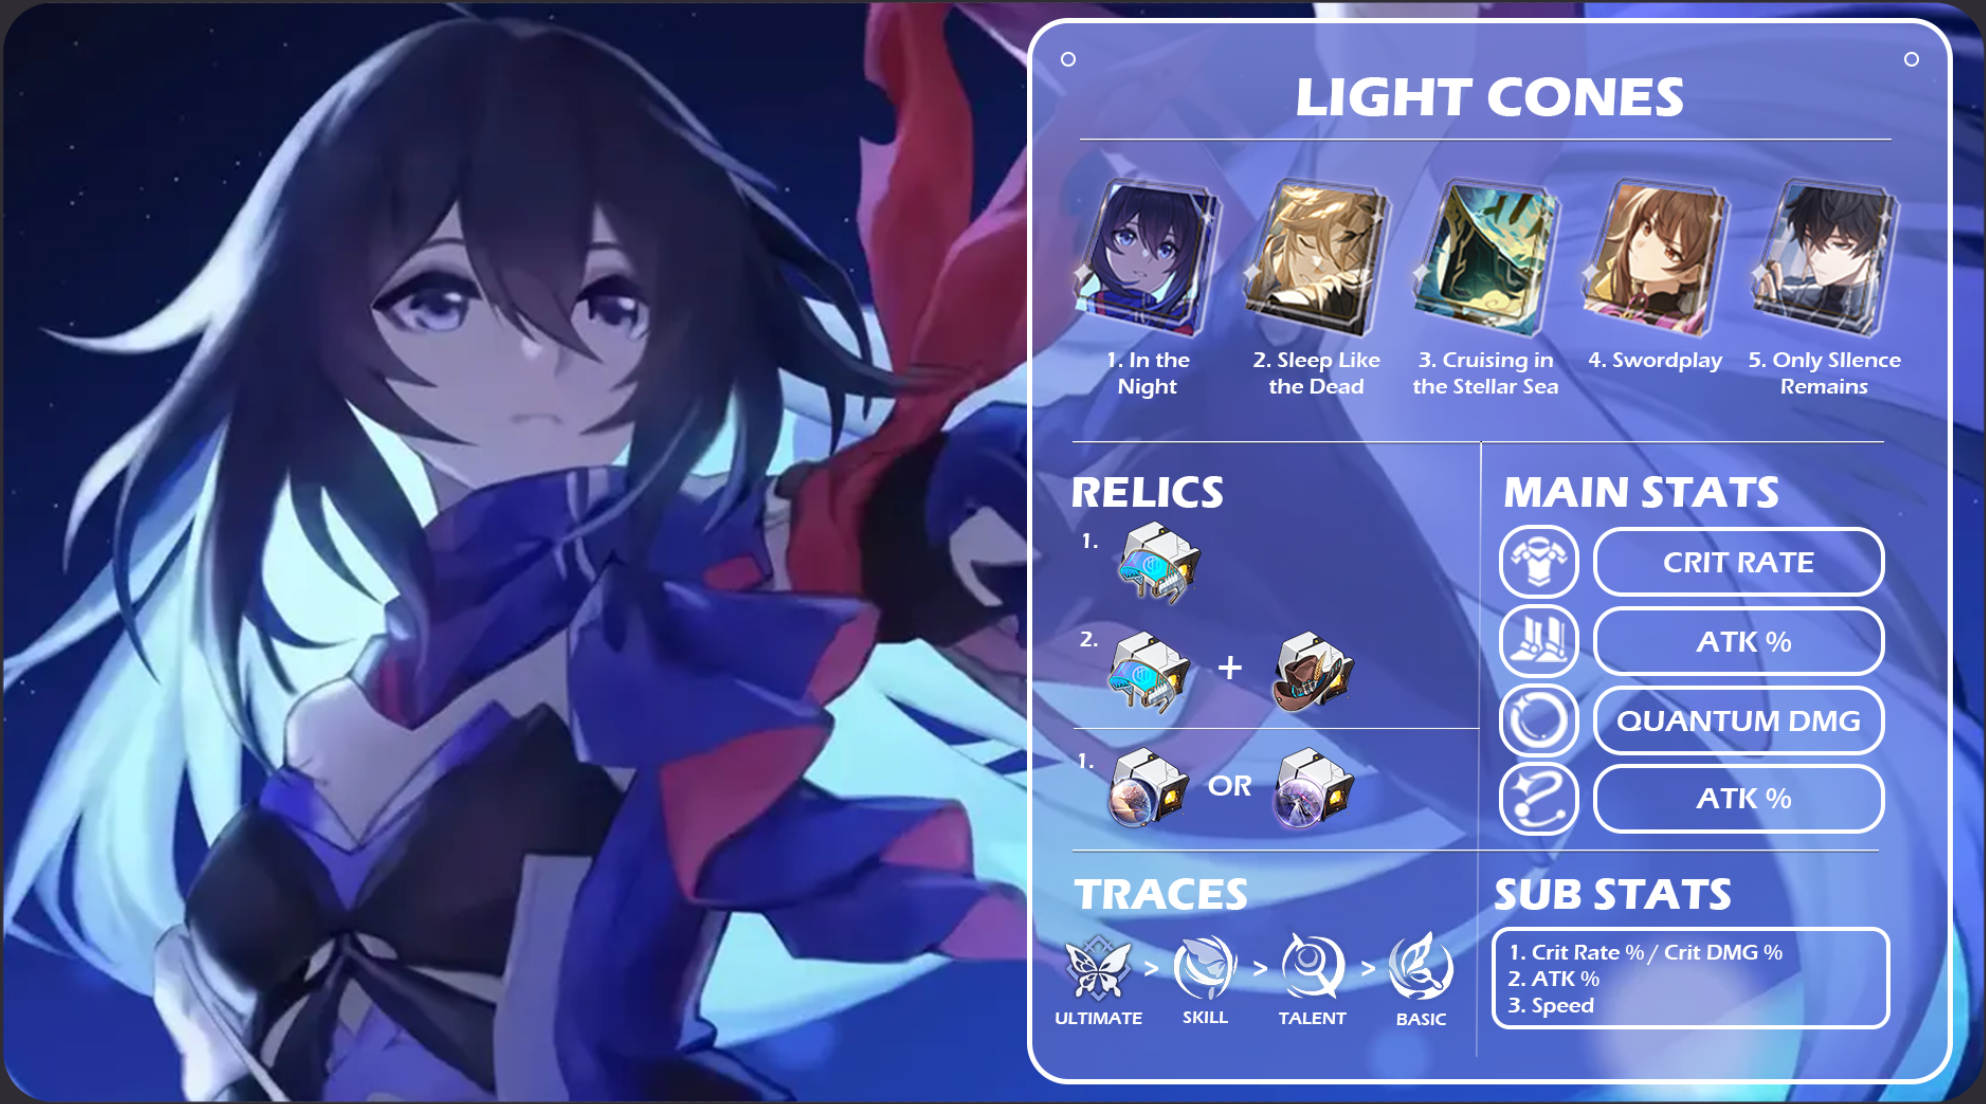 LIGHT CONES
1. In the
Night
2. Sleep Like
the Dead
3. Cruising in
the Stellar Sea
4. Swordplay
5. Only SIlence
Remains
RELICS
1.
2.
+
1.
OR
MAIN STATS
CRIT RATE
ATK %
QUANTUM DMG
ATK %
TRACES
> > >
ULTIMATE SKILL TALENT BASIC
SUB STATS
1. Crit Rate % / Crit DMG %
2. ATK %
3. Speed